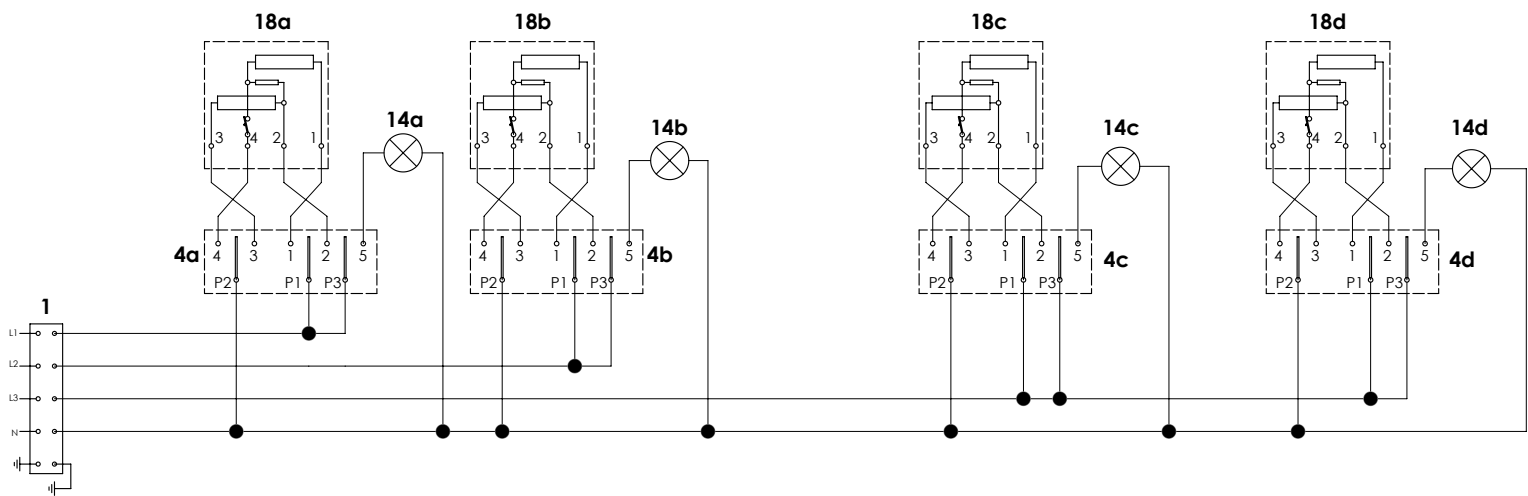 18a 18b 18c 18d
14a 14b 14c 14d
3 4 2 1 3 4 2 1 3 4 2 1 3 4 2 1
4a 4 3 1 2 5 4 3 1 2 5 4b 4 3 1 2 5 4c 4 3 1 2 5 4d
P2 P1 P3 P2 P1 P3 P2 P1 P3 P2 P1 P3
1
L1
L2
L3
N